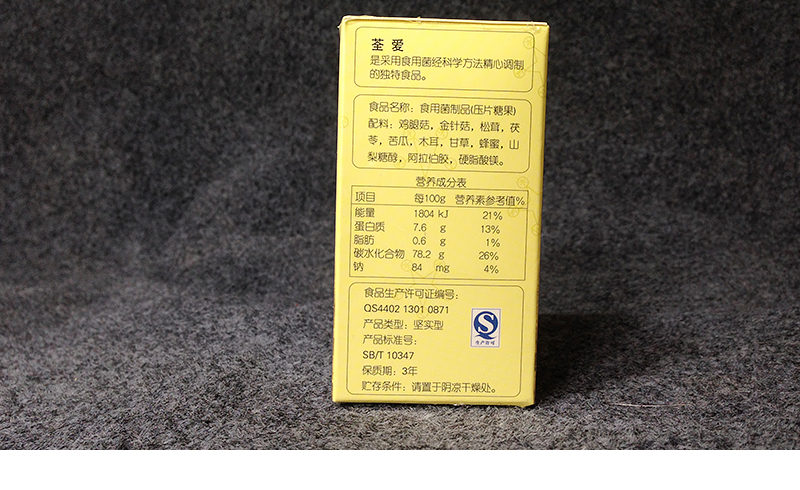 荃 爱
是采用食用菌经科学方法精心调制
的独特食品。
食品名称：食用菌制品(压片糖果)
配料：鸡腿菇，金针菇，松茸，茯
苓，苦瓜，木耳，甘草，蜂蜜，山
梨糖醇，阿拉伯胶，硬脂酸镁。
营养成分表
项目 每100g 营养素参考值%
能量 1804 kJ 21%
蛋白质 7.6 g 13%
脂肪 0.6 g 1%
碳水化合物 78.2 g 26%
钠 84 mg 4%
食品生产许可证编号：
QS4402 1301 0871
产品类型：坚实型
产品标准号：
SB/T 10347
保质期：3年
贮存条件：请置于阴凉干燥处。
生产许可